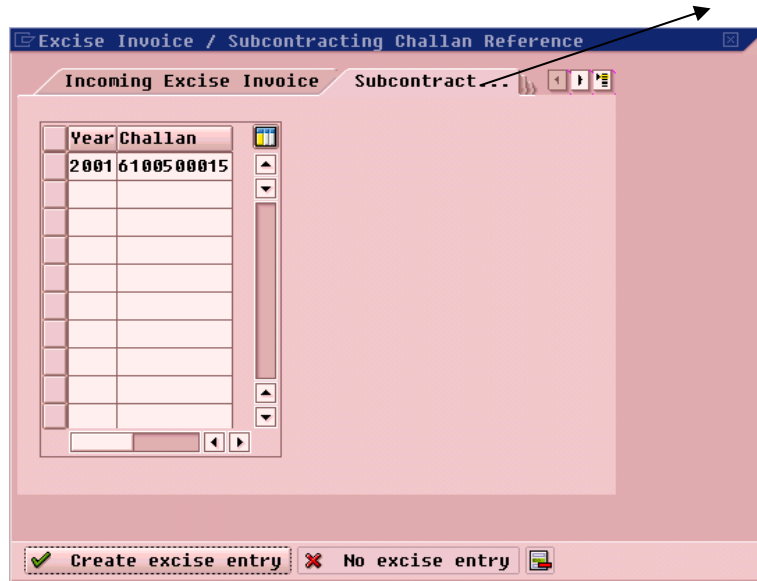 Excise Invoice / Subcontracting Challan Reference
Incoming Excise Invoice Subcontract...
Year Challan
2001 6100500015
Create excise entry No excise entry